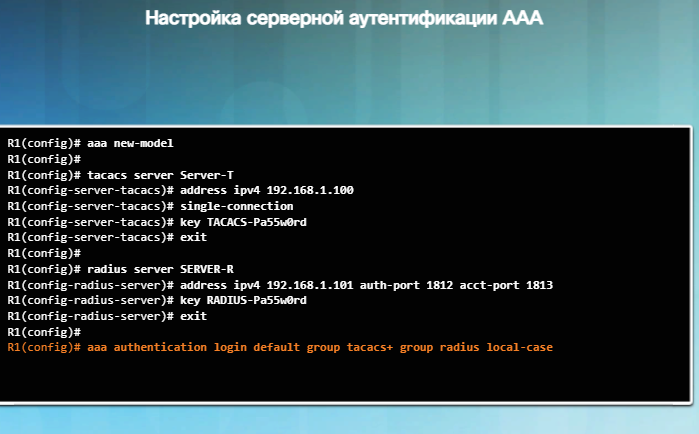 Настройка серверной аутентификации AAA
R1(config)# aaa new-model
R1(config)#
R1(config)# tacacs server Server-T
R1(config-server-tacacs)# address ipv4 192.168.1.100
R1(config-server-tacacs)# single-connection
R1(config-server-tacacs)# key TACACS-Pa55w0rd
R1(config-server-tacacs)# exit
R1(config)#
R1(config)# radius server SERVER-R
R1(config-radius-server)# address ipv4 192.168.1.101 auth-port 1812 acct-port 1813
R1(config-radius-server)# key RADIUS-Pa55w0rd
R1(config-radius-server)# exit
R1(config)#
R1(config)# aaa authentication login default group tacacs+ group radius local-case